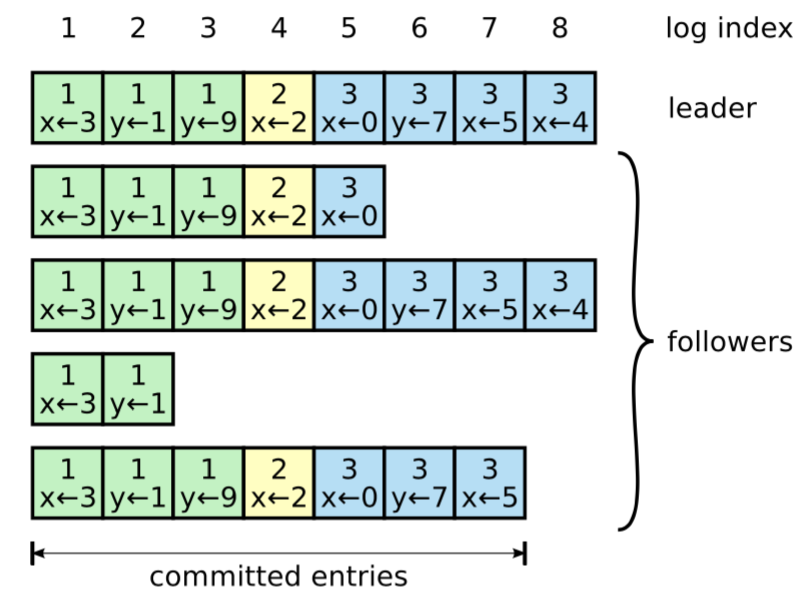 1 2 3 4 5 6 7 8 log index
1 1 1 2 3 3 3 3
x←3 y←1 y←9 x←2 x←0 y←7 x←5 x←4
leader
1 1 1 2 3
x←3 y←1 y←9 x←2 x←0
1 1 1 2 3 3 3 3
x←3 y←1 y←9 x←2 x←0 y←7 x←5 x←4
followers
1 1
x←3 y←1
1 1 1 2 3 3 3
x←3 y←1 y←9 x←2 x←0 y←7 x←5
committed entries